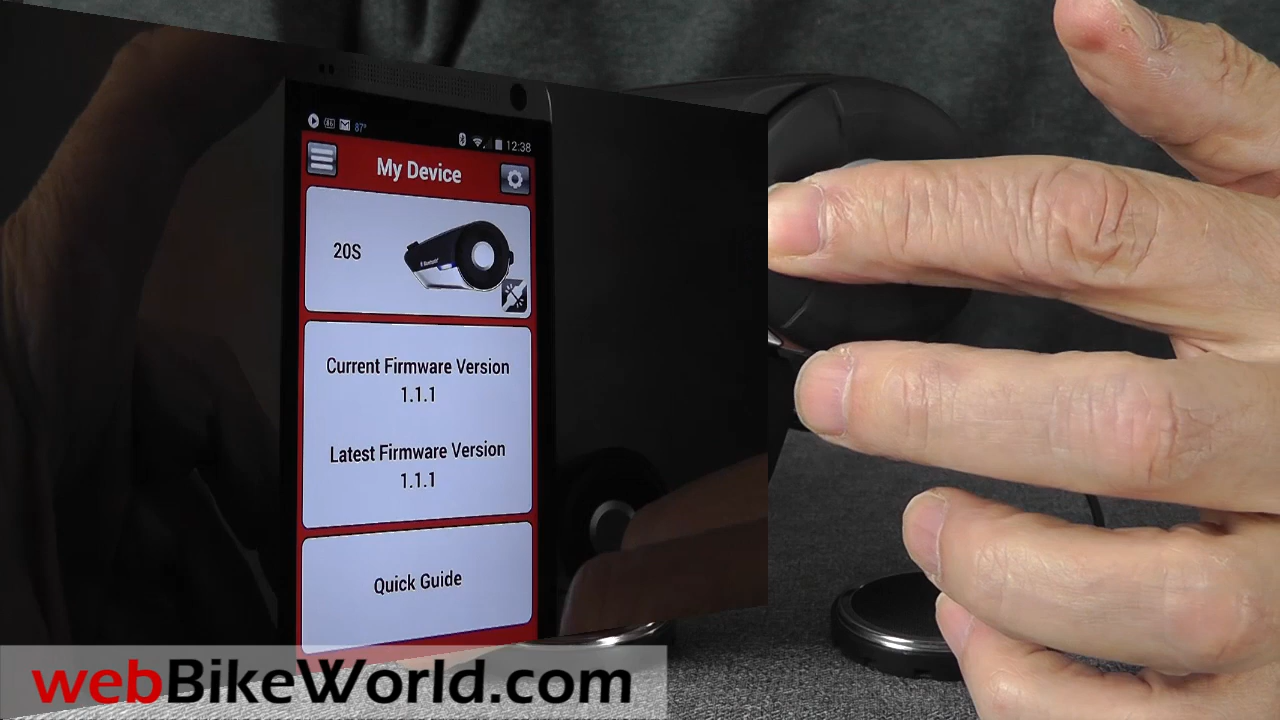 87° 12:38
My Device
20S
Current Firmware Version
1.1.1
Latest Firmware Version
1.1.1
Quick Guide
webBikeWorld.com